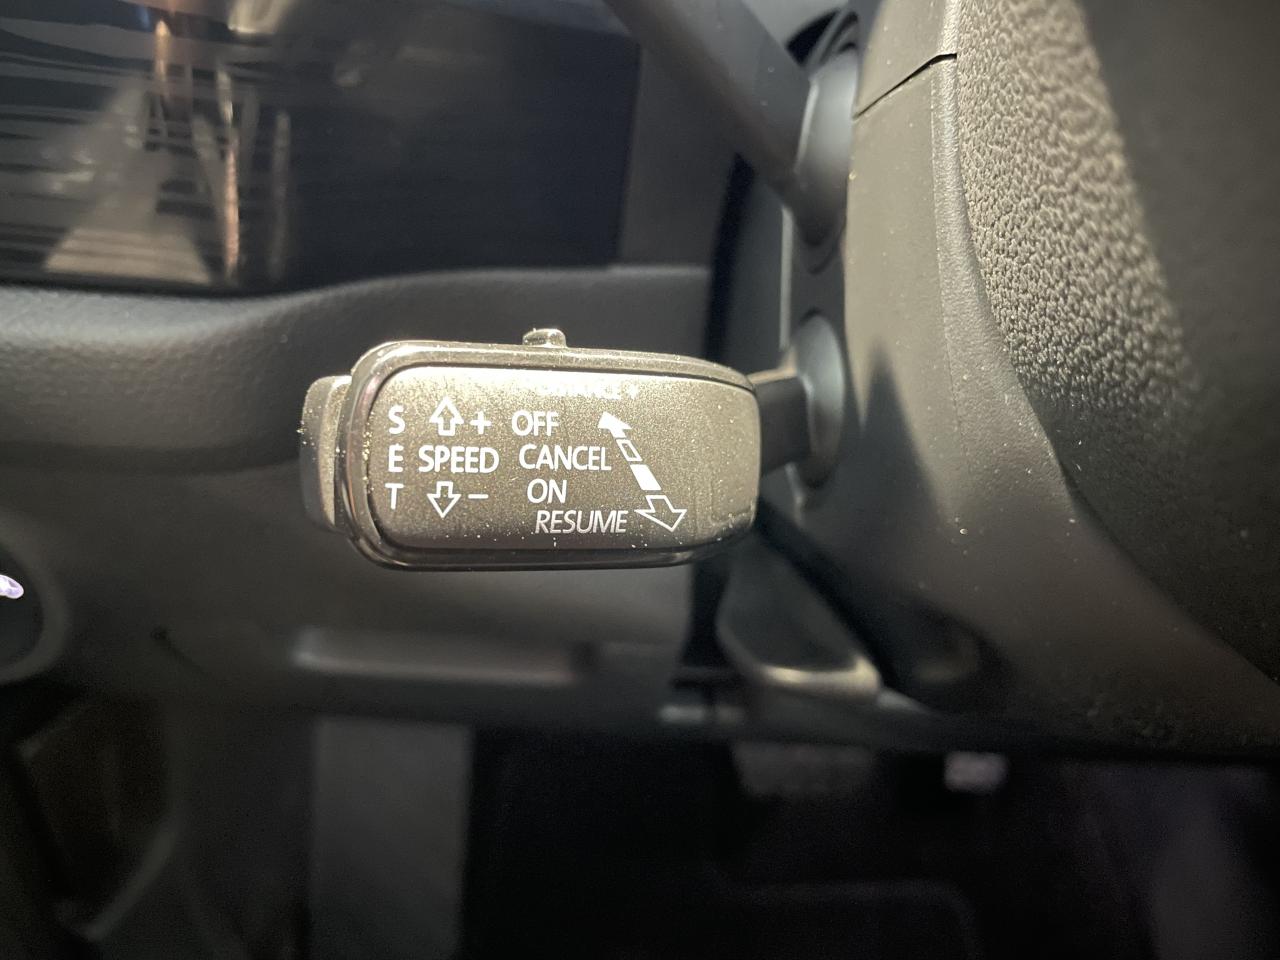 S + OFF
E SPEED CANCEL
T - ON
RESUME